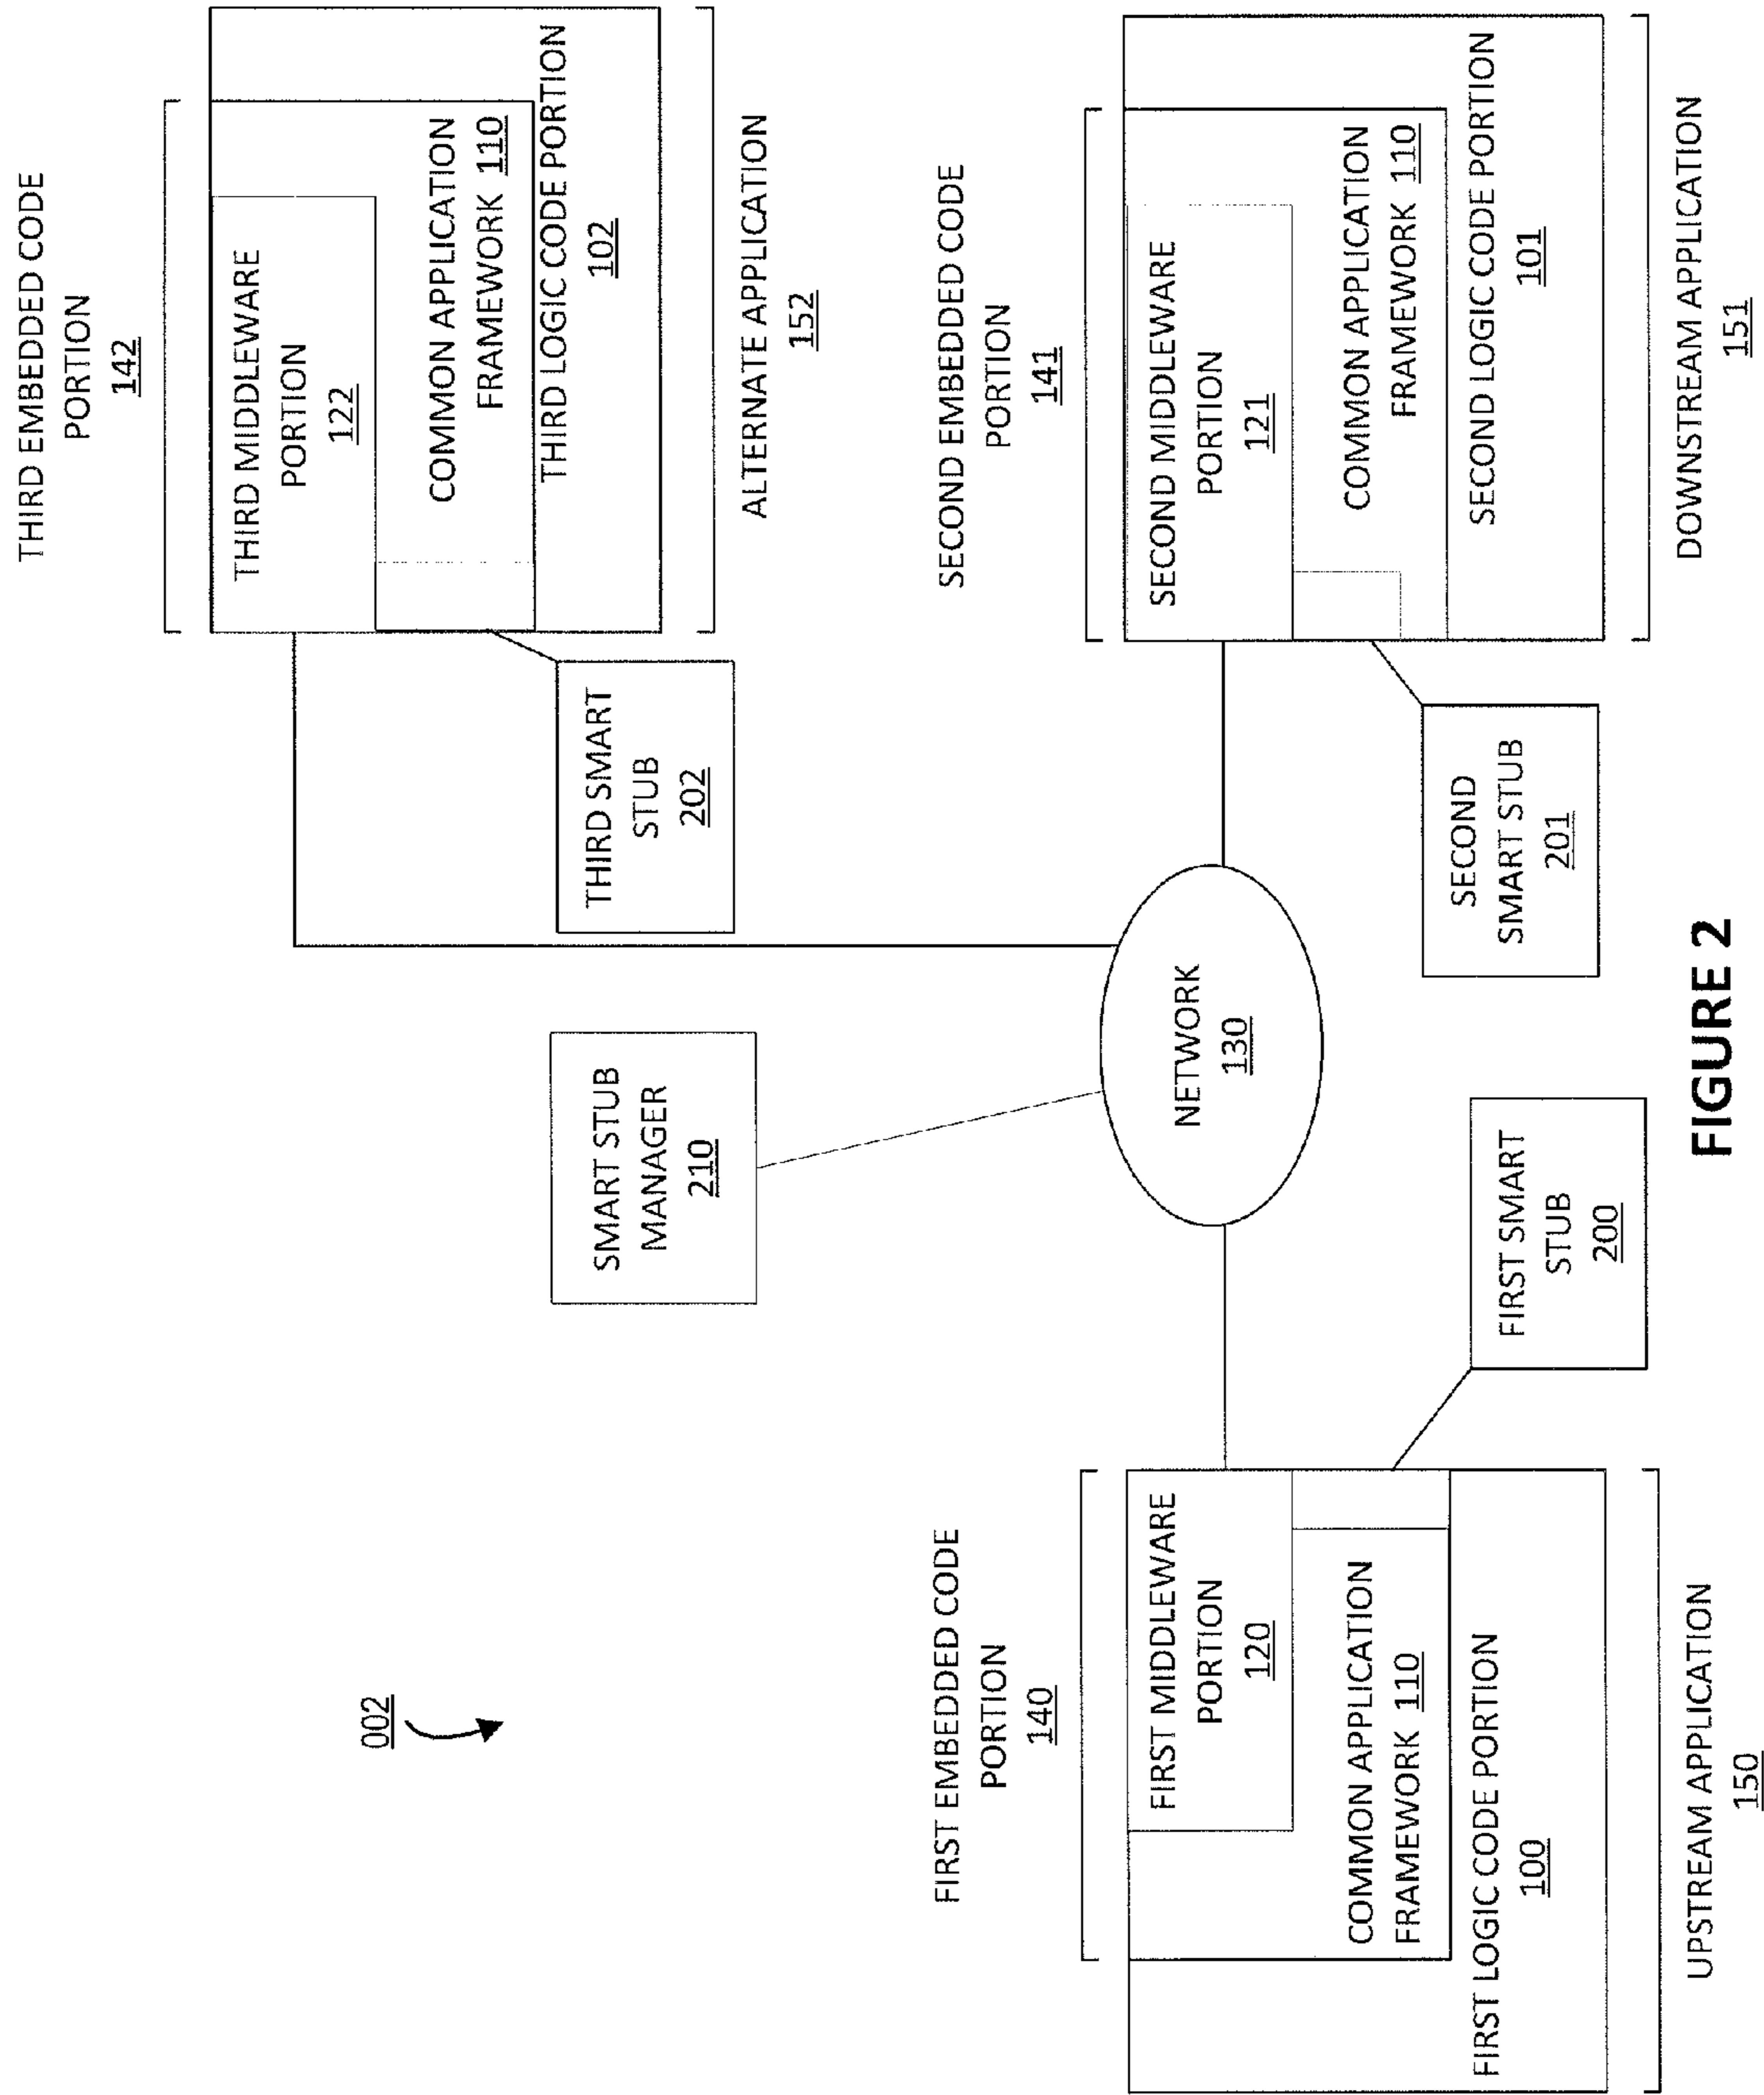 002
THIRD EMBEDDED CODE
PORTION
142
THIRD MIDDLEWARE
PORTION
122
COMMON APPLICATION
FRAMEWORK 110
THIRD LOGIC CODE PORTION
102
ALTERNATE APPLICATION
152
THIRD SMART
STUB
202
SMART STUB
MANAGER
210
NETWORK
130
FIRST EMBEDDED CODE
PORTION
140
FIRST MIDDLEWARE
PORTION
120
COMMON APPLICATION
FRAMEWORK 110
FIRST LOGIC CODE PORTION
100
UPSTREAM APPLICATION
150
FIRST SMART
STUB
200
SECOND EMBEDDED CODE
PORTION
141
SECOND MIDDLEWARE
PORTION
121
COMMON APPLICATION
FRAMEWORK 110
SECOND LOGIC CODE PORTION
101
DOWNSTREAM APPLICATION
151
SECOND
SMART STUB
201
FIGURE 2